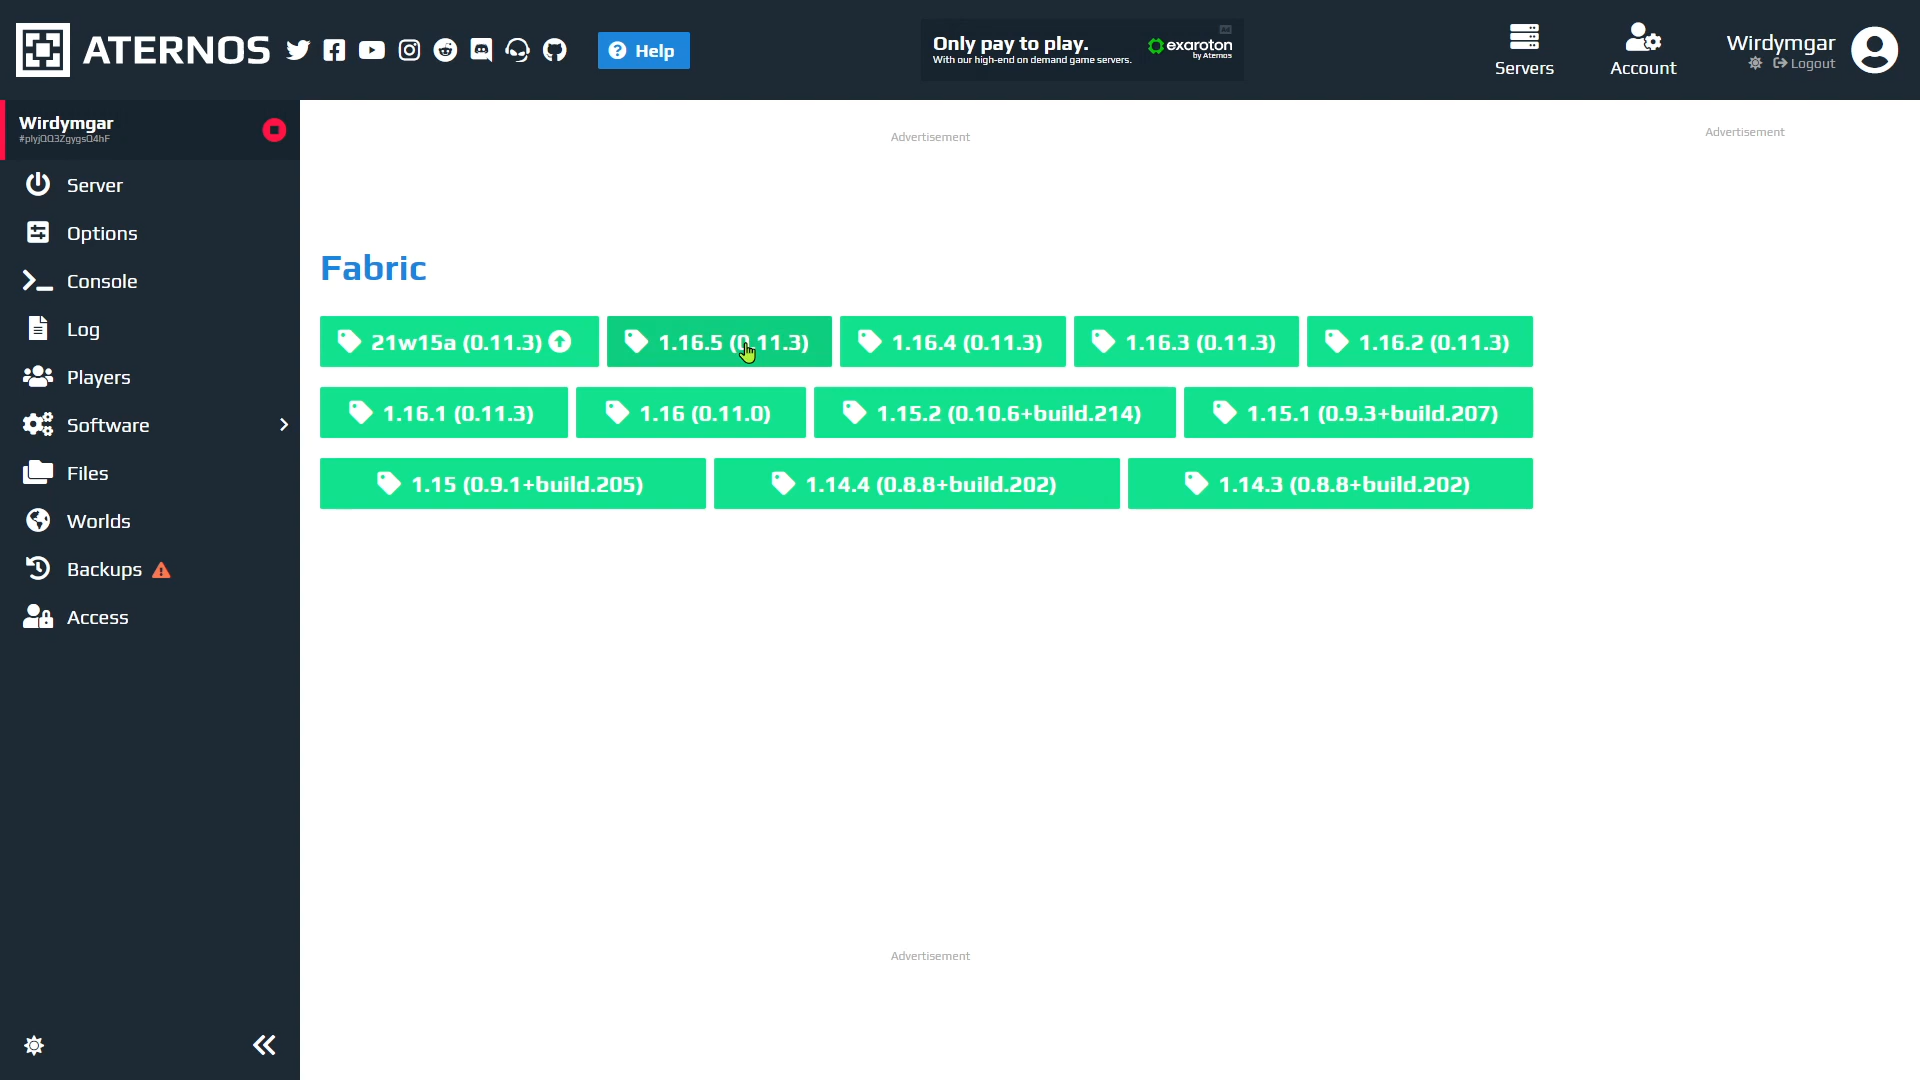 ATERNOS
Help
Only pay to play.
With our high-end on demand game servers.
Ad
exaroton
by Aternos
Servers
Account
Wirdymgar
Logout
Wirdymgar
Server
Options
Console
Log
Players
Software
Files
Worlds
Backups
Access
Advertisement
Advertisement
Fabric
21w15a (0.11.3)
1.16.5 (0.11.3)
1.16.4 (0.11.3)
1.16.3 (0.11.3)
1.16.2 (0.11.3)
1.16.1 (0.11.3)
1.16 (0.11.0)
1.15.2 (0.10.6+build.214)
1.15.1 (0.9.3+build.207)
1.15 (0.9.1+build.205)
1.14.4 (0.8.8+build.202)
1.14.3 (0.8.8+build.202)
Advertisement